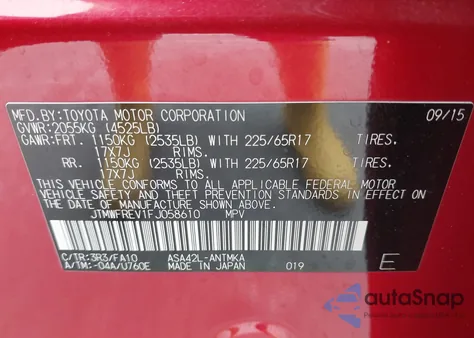 MFD.BY:TOYOTA MOTOR CORPORATION 09/15
GVWR:2055KG (4525LB)
GAWR:FRT. 1150KG (2535LB) WITH 225/65R17 TIRES.
17X7J RIMS.
RR. 1150KG (2535LB) WITH 225/65R17 TIRES.
17X7J RIMS.
THIS VEHICLE CONFORMS TO ALL APPLICABLE FEDERAL MOTOR
VEHICLE SAFETY AND THEFT PREVENTION STANDARDS IN EFFECT
ON THE DATE OF MANUFACTURE SHOWN ABOVE.
JTMWFREV1FJ058610 MPV
C/TR:3R3/FA10 ASA42L-ANTMKA
A/TM:-04A/U760E MADE IN JAPAN 019 E
autoSnap